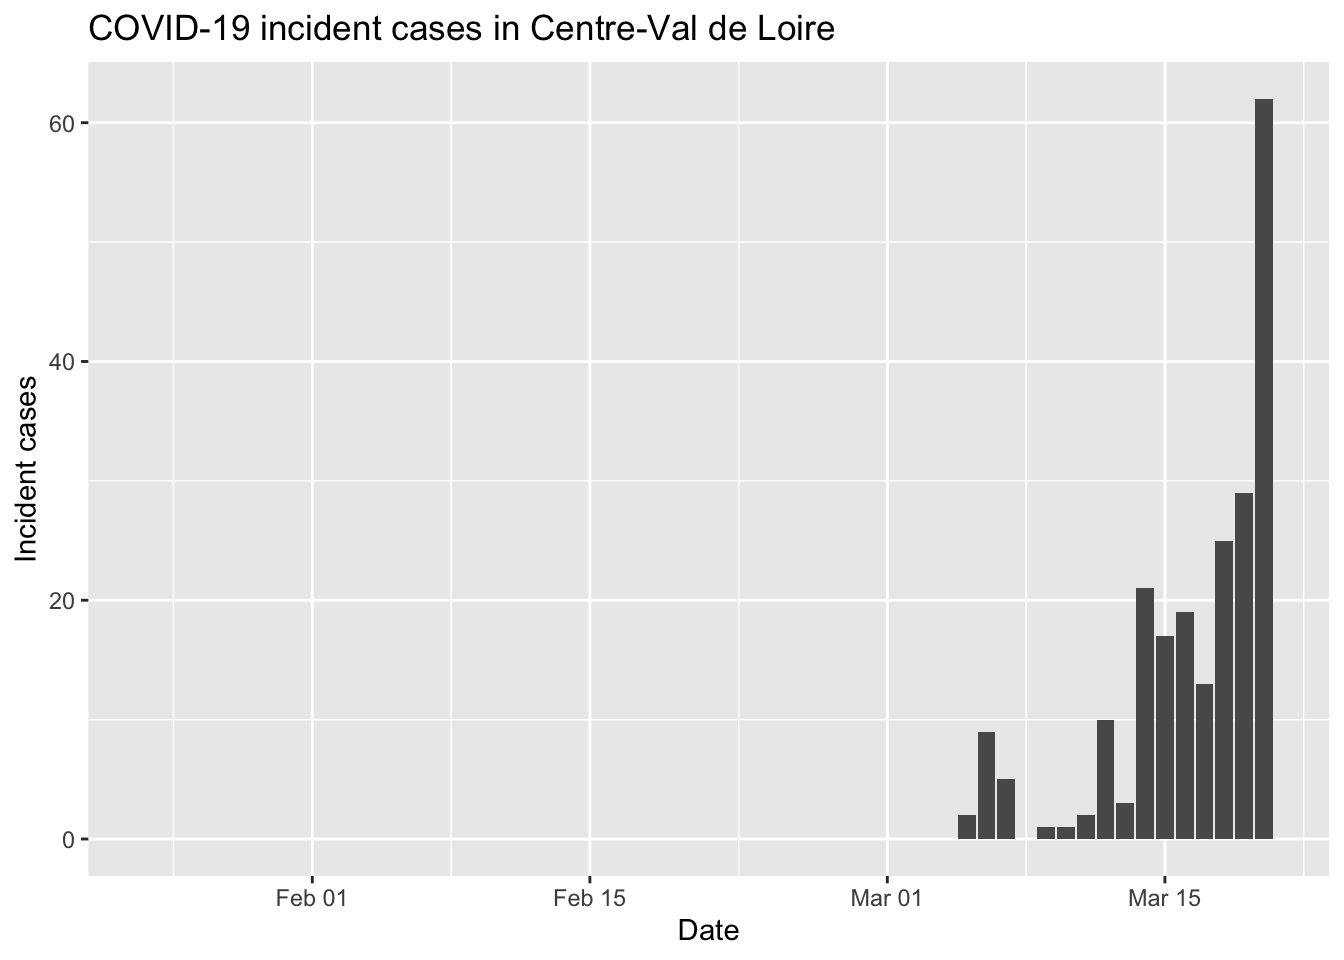 COVID-19 incident cases in Centre-Val de Loire
Incident cases
60
40
20
0
Feb 01
Feb 15
Mar 01
Mar 15
Date